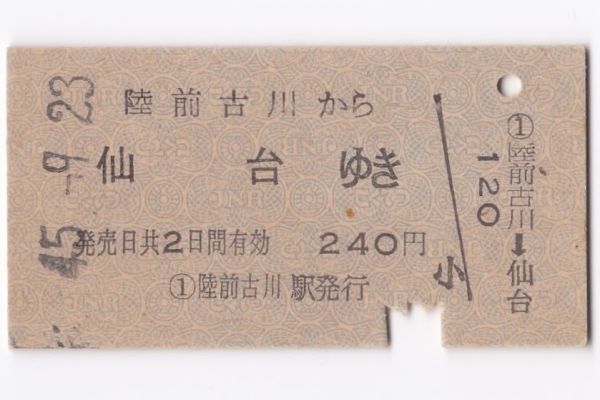 45.-9.23
陸前古川から
仙台ゆき
発売日共2日間有効 240円
①陸前古川駅発行
小
①陸前古川➡仙台
120